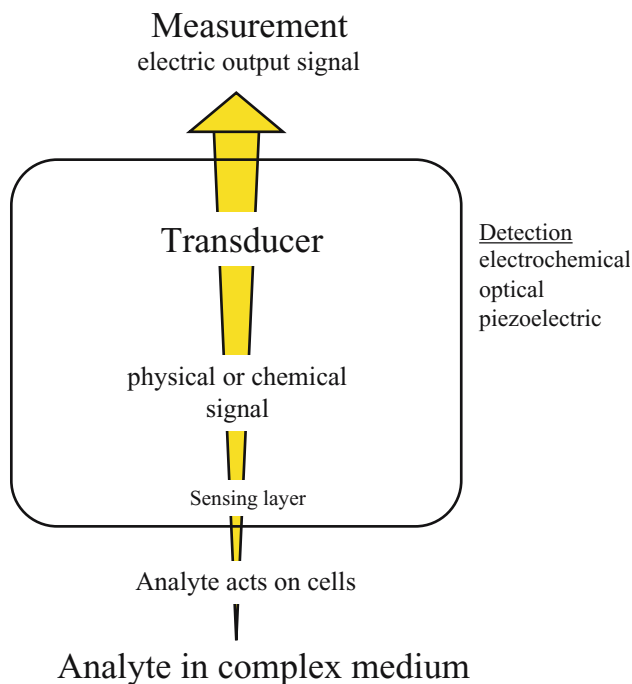 Measurement
electric output signal
Transducer
Detection
electrochemical
optical
piezoelectric
physical or chemical
signal
Sensing layer
Analyte acts on cells
Analyte in complex medium